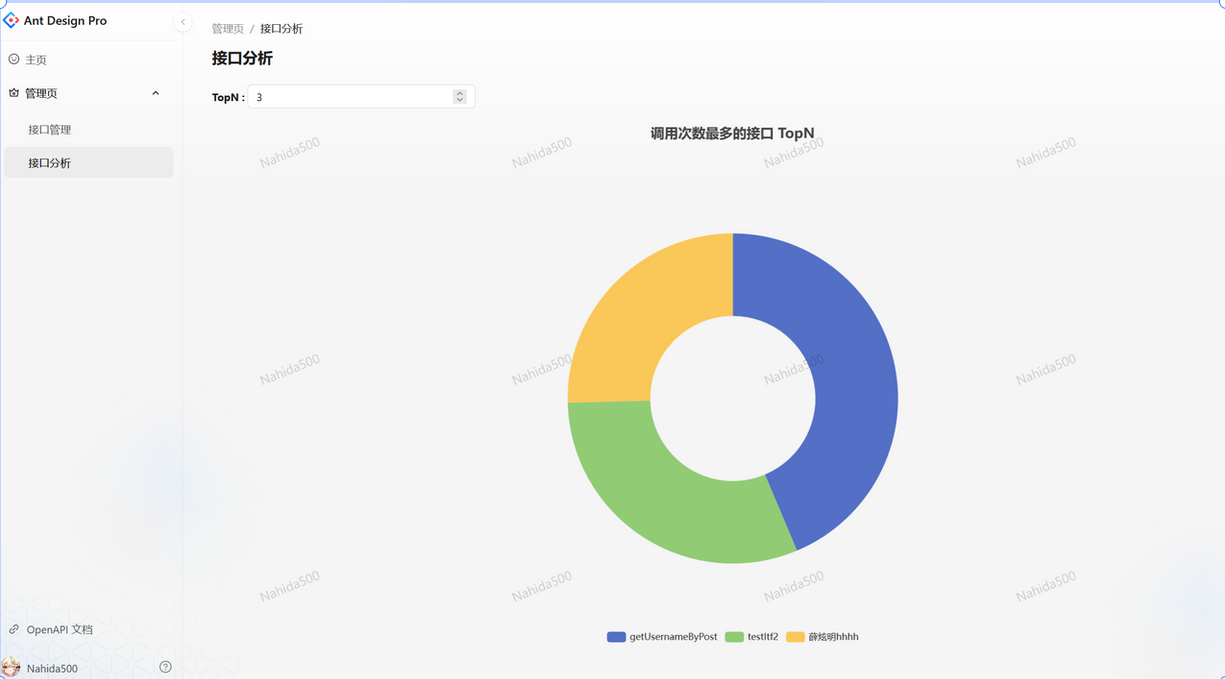 Ant Design Pro
主页
管理页
接口管理
接口分析
管理页 / 接口分析
接口分析
TopN : 3
调用次数最多的接口 TopN
Nahida500 Nahida500 Nahida500 Nahida500
Nahida500 Nahida500 Nahida500 Nahida500
Nahida500 Nahida500 Nahida500 Nahida500
getUsernameByPost testItf2 薛炫明hhhh
OpenAPI 文档
Nahida500